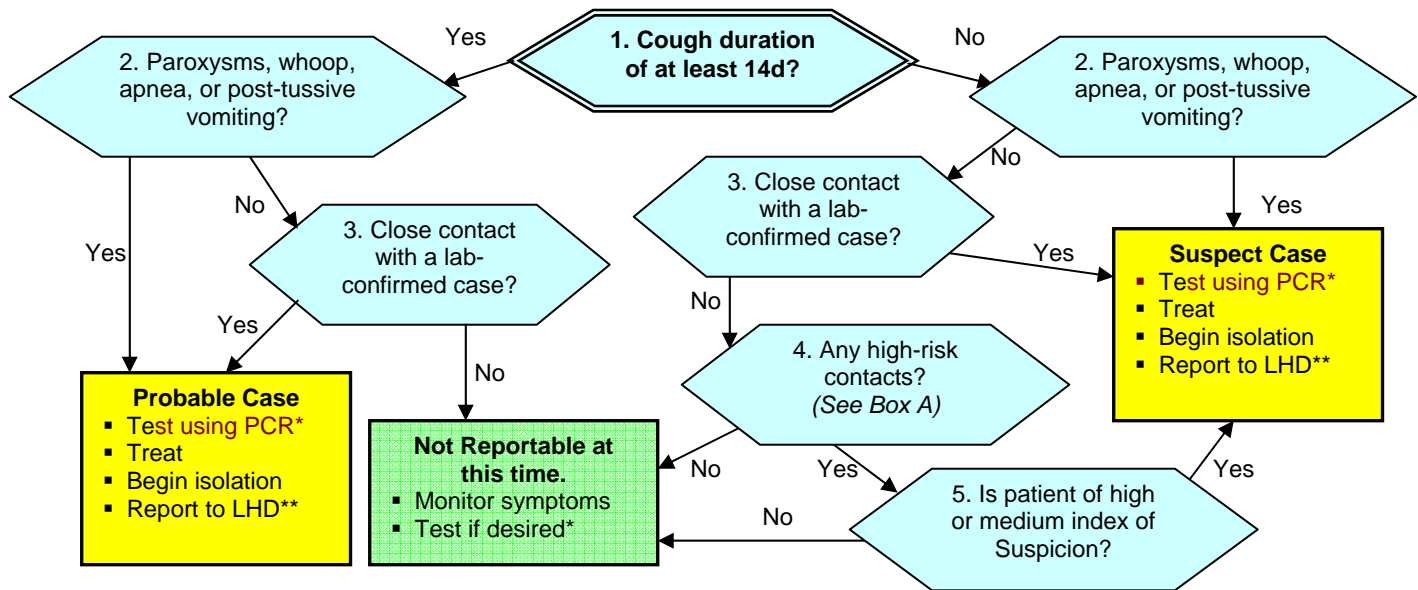 1. Cough duration
of at least 14d?
Yes
No
2. Paroxysms, whoop,
apnea, or post-tussive
vomiting?
2. Paroxysms, whoop,
apnea, or post-tussive
vomiting?
Yes
No
3. Close contact
with a lab-
confirmed case?
Yes
No
Probable Case
▪ Test using PCR*
▪ Treat
▪ Begin isolation
▪ Report to LHD**
Not Reportable at
this time.
▪ Monitor symptoms
▪ Test if desired*
No
Yes
3. Close contact
with a lab-
confirmed case?
Yes
No
Suspect Case
▪ Test using PCR*
▪ Treat
▪ Begin isolation
▪ Report to LHD**
4. Any high-risk
contacts?
(See Box A)
No
Yes
5. Is patient of high
or medium index of
Suspicion?
No
Yes